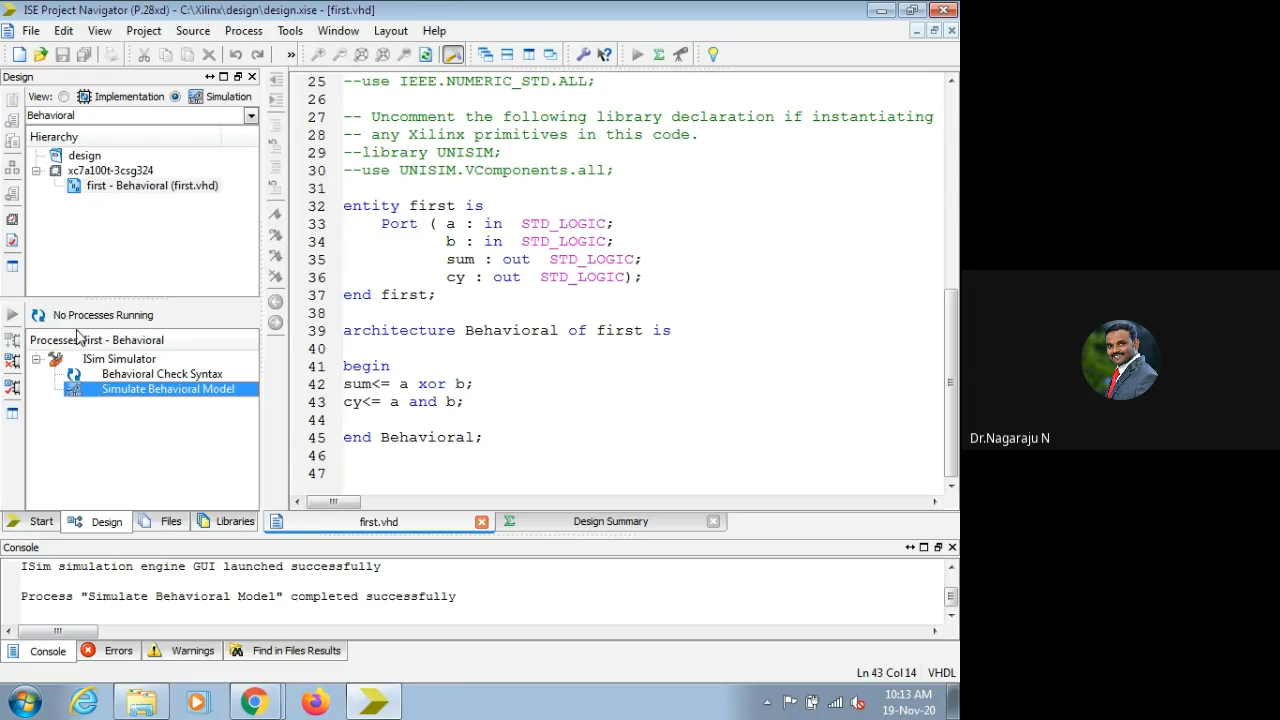 ISE Project Navigator (P.28xd) - C:\Xilinx\design\design.xise - [first.vhd]
File Edit View Project Source Process Tools Window Layout Help
Design
View: Implementation Simulation
Behavioral
Hierarchy
design
xc7a100t-3csg324
first - Behavioral (first.vhd)
No Processes Running
Processes: first - Behavioral
ISim Simulator
Behavioral Check Syntax
Simulate Behavioral Model
Start Design Files Libraries
25 --use IEEE.NUMERIC_STD.ALL;
26
27 -- Uncomment the following library declaration if instantiating
28 -- any Xilinx primitives in this code.
29 --library UNISIM;
30 --use UNISIM.VComponents.all;
31
32 entity first is
33 Port ( a : in STD_LOGIC;
34 b : in STD_LOGIC;
35 sum : out STD_LOGIC;
36 cy : out STD_LOGIC);
37 end first;
38
39 architecture Behavioral of first is
40
41 begin
42 sum<= a xor b;
43 cy<= a and b;
44
45 end Behavioral;
46
47
first.vhd Design Summary
Console
ISim simulation engine GUI launched successfully
Process "Simulate Behavioral Model" completed successfully
Console Errors Warnings Find in Files Results
Ln 43 Col 14 VHDL
10:13 AM
19-Nov-20
Dr.Nagaraju N